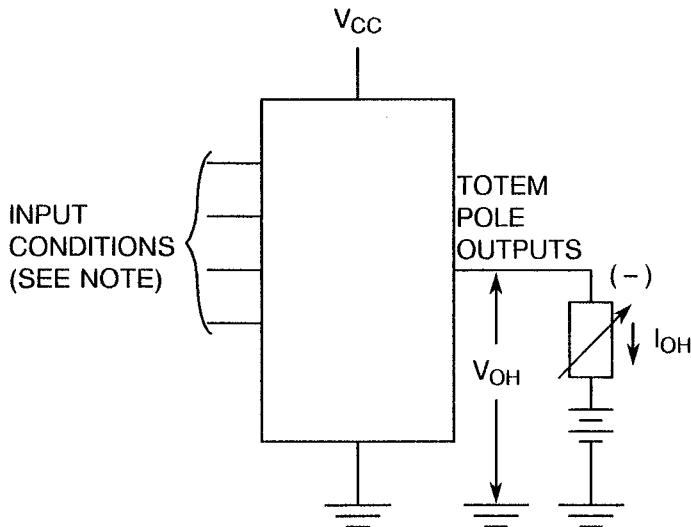 VCC
INPUT
CONDITIONS
(SEE NOTE)
TOTEM
POLE
OUTPUTS
(−)
IOH
VOH